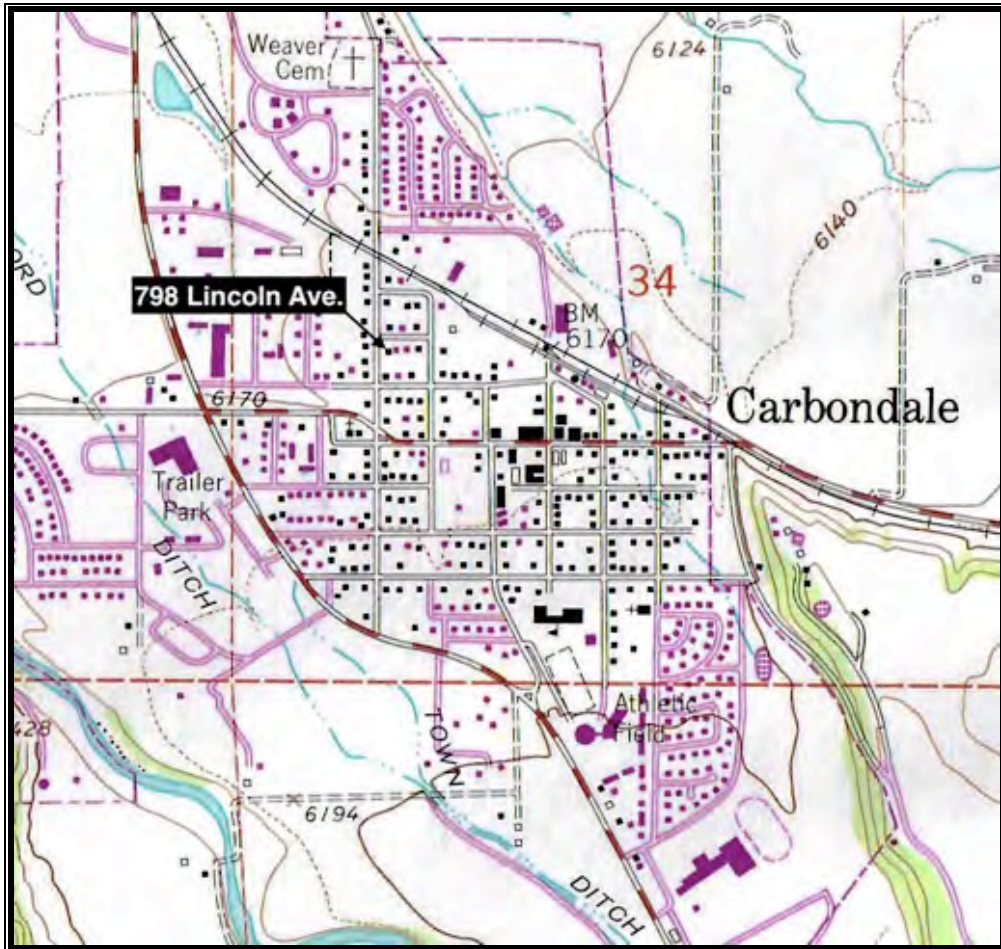 Weaver
Cem
6124
6140
ORD
34
798 Lincoln Ave.
BM
6170
Carbondale
6170
Trailer
Park
DITCH
Athletic
Field
TOWN
428
6194
DITCH